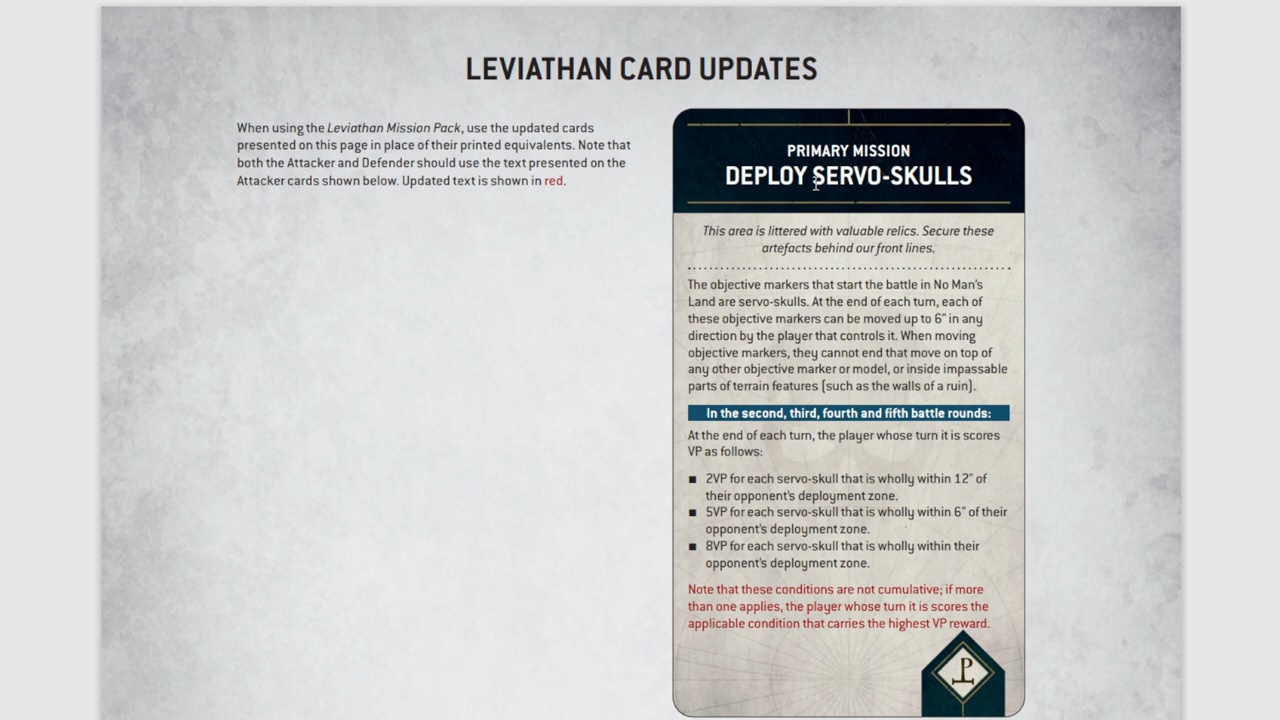 LEVIATHAN CARD UPDATES
When using the Leviathan Mission Pack, use the updated cards
presented on this page in place of their printed equivalents. Note that
both the Attacker and Defender should use the text presented on the
Attacker cards shown below. Updated text is shown in red.
PRIMARY MISSION
DEPLOY SERVO-SKULLS
This area is littered with valuable relics. Secure these
artefacts behind our front lines.
The objective markers that start the battle in No Man's
Land are servo-skulls. At the end of each turn, each of
these objective markers can be moved up to 6" in any
direction by the player that controls it. When moving
objective markers, they cannot end that move on top of
any other objective marker or model, or inside impassable
parts of terrain features (such as the walls of a ruin).
In the second, third, fourth and fifth battle rounds:
At the end of each turn, the player whose turn it is scores
VP as follows:
■ 2VP for each servo-skull that is wholly within 12" of
their opponent's deployment zone.
■ 5VP for each servo-skull that is wholly within 6" of their
opponent's deployment zone.
■ 8VP for each servo-skull that is wholly within their
opponent's deployment zone.
Note that these conditions are not cumulative; if more
than one applies, the player whose turn it is scores the
applicable condition that carries the highest VP reward.